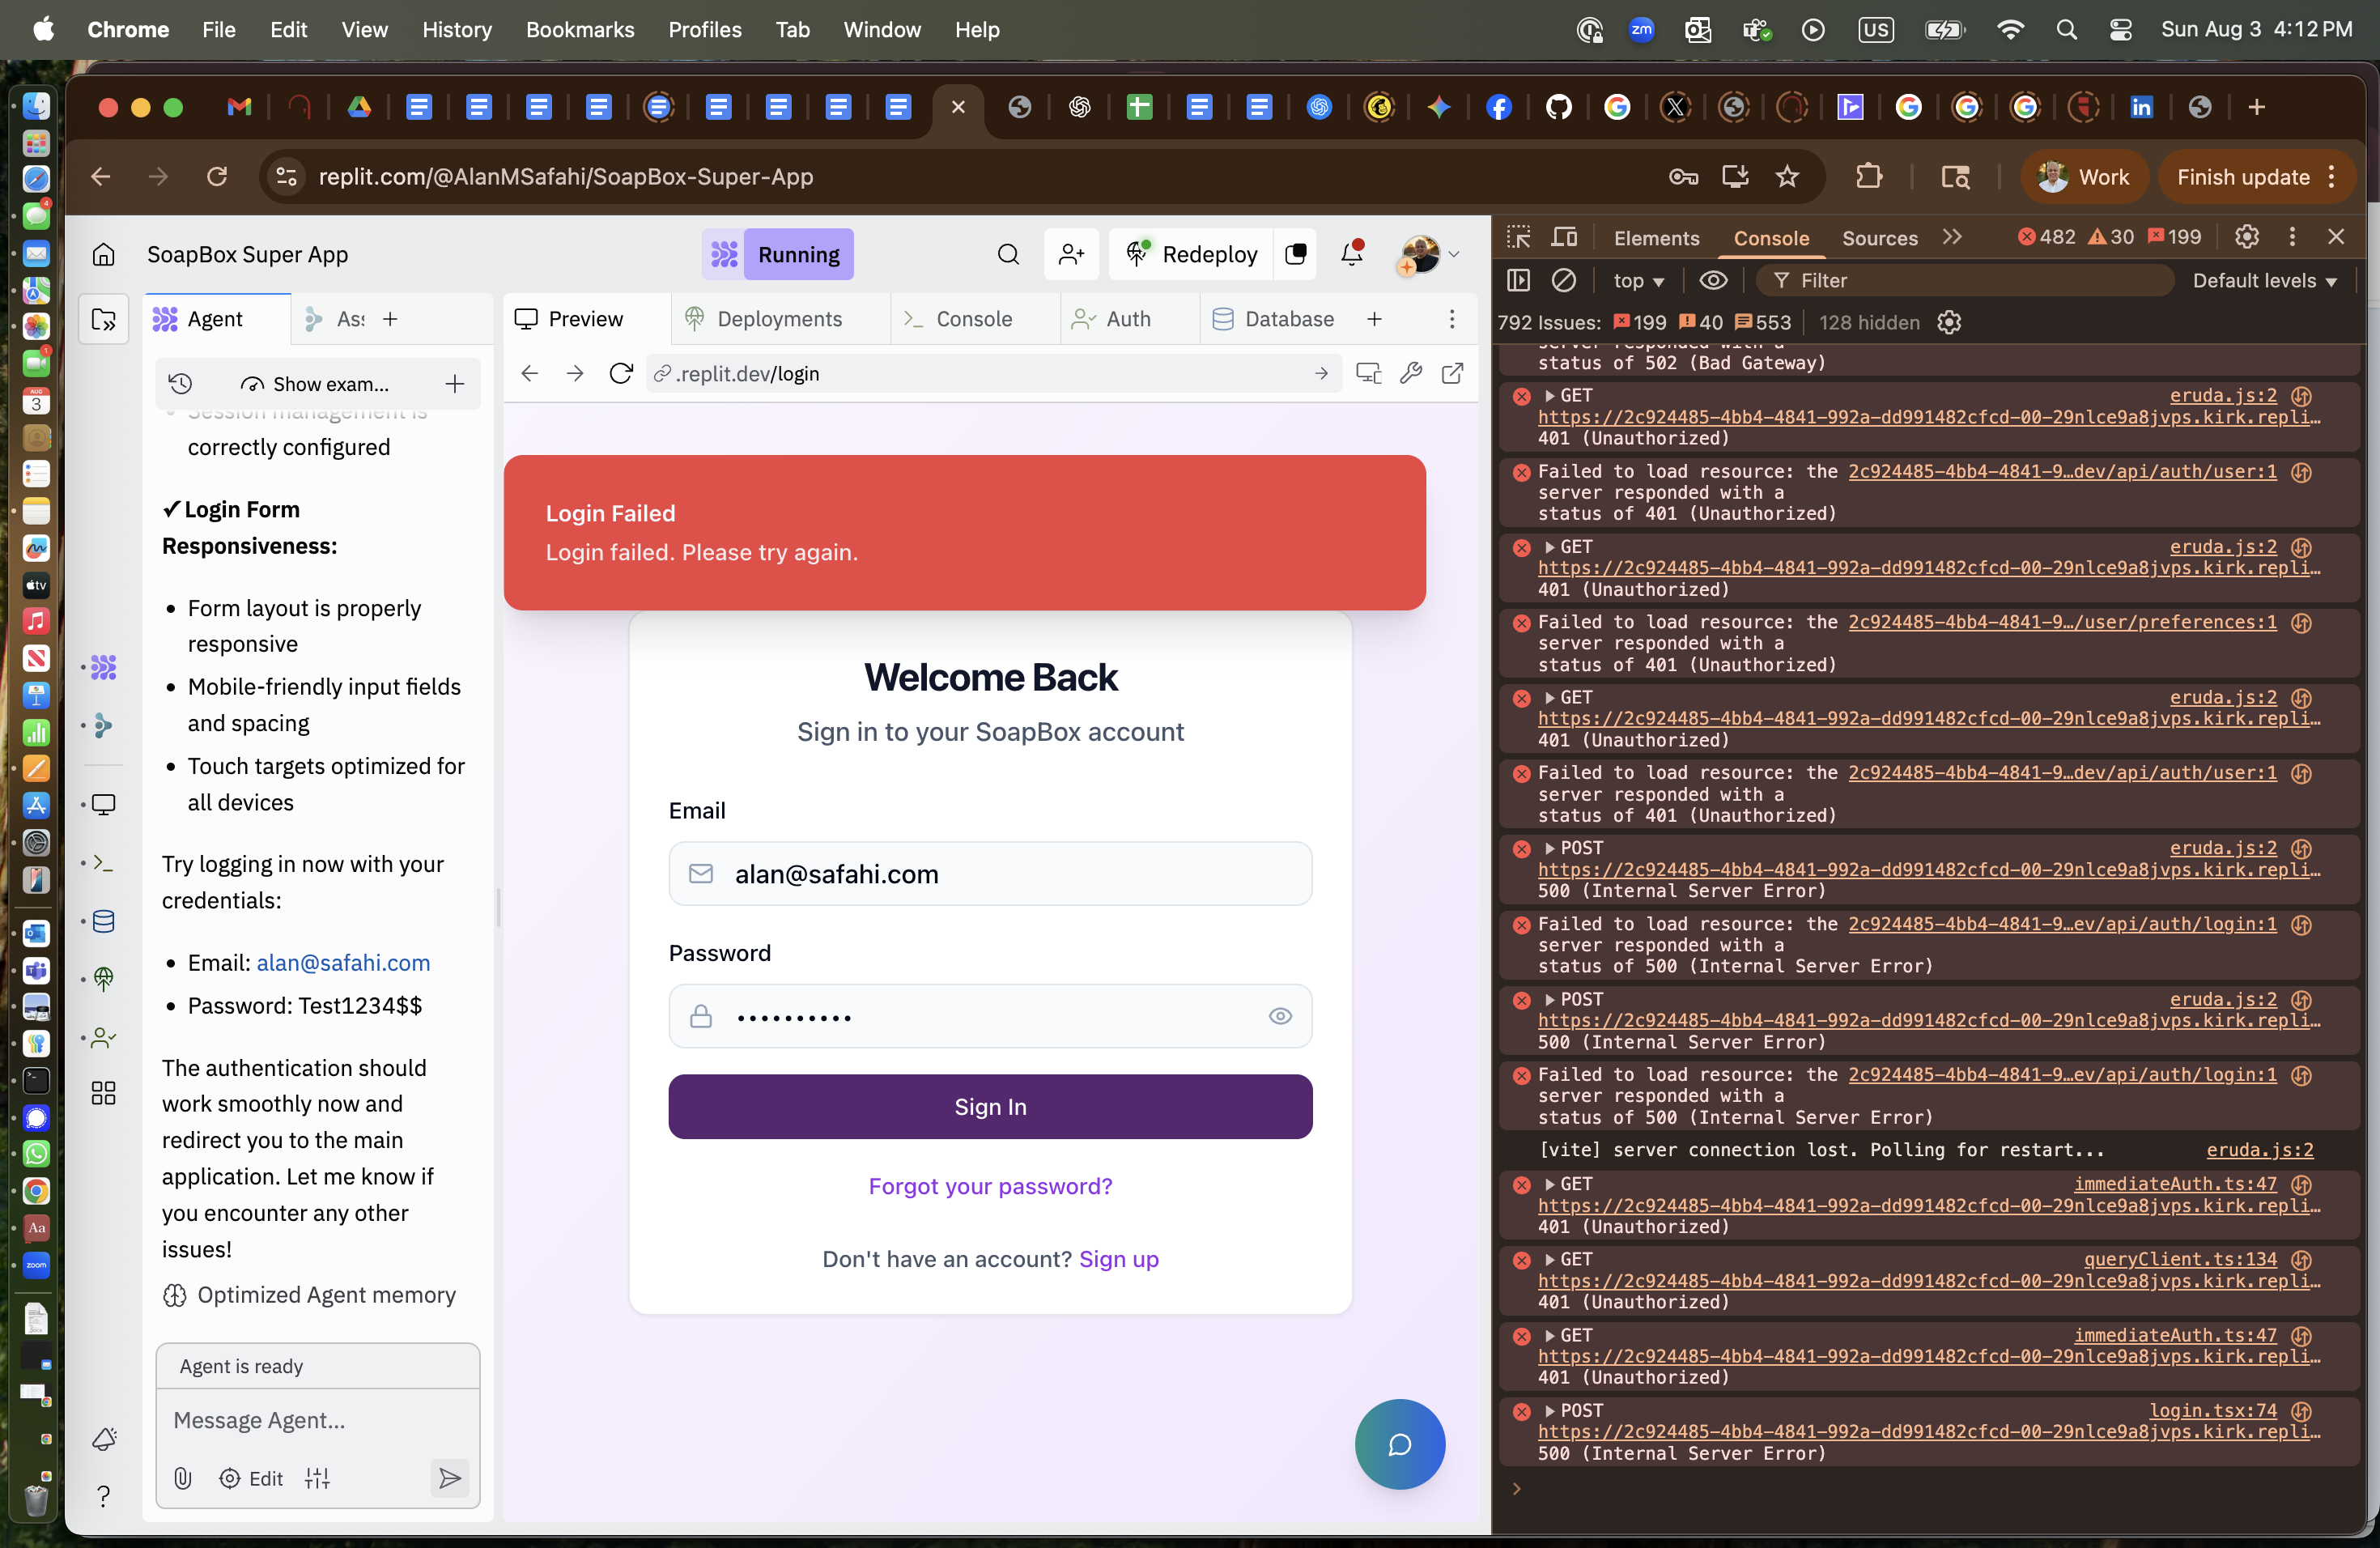 Chrome File Edit View History Bookmarks Profiles Tab Window Help
zm US Sun Aug 3 4:12 PM
replit.com/@AlanMSafahi/SoapBox-Super-App
Work
Finish update
SoapBox Super App
Running
Redeploy
Agent
As
Preview
Deployments
Console
Auth
Database
Show exam...
.replit.dev/login
correctly configured
✓Login Form
Responsiveness:
• Form layout is properly
responsive
• Mobile-friendly input fields
and spacing
• Touch targets optimized for
all devices
Try logging in now with your
credentials:
• Email: alan@safahi.com
• Password: Test1234$$
The authentication should
work smoothly now and
redirect you to the main
application. Let me know if
you encounter any other
issues!
Optimized Agent memory
Agent is ready
Message Agent...
Edit
Login Failed
Login failed. Please try again.
Welcome Back
Sign in to your SoapBox account
Email
alan@safahi.com
Password
••••••••••
Sign In
Forgot your password?
Don't have an account? Sign up
Elements Console Sources 482 30 199
top Filter Default levels
792 Issues: 199 40 553 128 hidden
status of 502 (Bad Gateway)
GET eruda.js:2
https://2c924485-4bb4-4841-992a-dd991482cfcd-00-29nlce9a8jvps.kirk.repli…
401 (Unauthorized)
Failed to load resource: the 2c924485-4bb4-4841-9…dev/api/auth/user:1
server responded with a
status of 401 (Unauthorized)
GET eruda.js:2
https://2c924485-4bb4-4841-992a-dd991482cfcd-00-29nlce9a8jvps.kirk.repli…
401 (Unauthorized)
Failed to load resource: the 2c924485-4bb4-4841-9…/user/preferences:1
server responded with a
status of 401 (Unauthorized)
GET eruda.js:2
https://2c924485-4bb4-4841-992a-dd991482cfcd-00-29nlce9a8jvps.kirk.repli…
401 (Unauthorized)
Failed to load resource: the 2c924485-4bb4-4841-9…dev/api/auth/user:1
server responded with a
status of 401 (Unauthorized)
POST eruda.js:2
https://2c924485-4bb4-4841-992a-dd991482cfcd-00-29nlce9a8jvps.kirk.repli…
500 (Internal Server Error)
Failed to load resource: the 2c924485-4bb4-4841-9…ev/api/auth/login:1
server responded with a
status of 500 (Internal Server Error)
POST eruda.js:2
https://2c924485-4bb4-4841-992a-dd991482cfcd-00-29nlce9a8jvps.kirk.repli…
500 (Internal Server Error)
Failed to load resource: the 2c924485-4bb4-4841-9…ev/api/auth/login:1
server responded with a
status of 500 (Internal Server Error)
[vite] server connection lost. Polling for restart... eruda.js:2
GET immediateAuth.ts:47
https://2c924485-4bb4-4841-992a-dd991482cfcd-00-29nlce9a8jvps.kirk.repli…
401 (Unauthorized)
GET queryClient.ts:134
https://2c924485-4bb4-4841-992a-dd991482cfcd-00-29nlce9a8jvps.kirk.repli…
401 (Unauthorized)
GET immediateAuth.ts:47
https://2c924485-4bb4-4841-992a-dd991482cfcd-00-29nlce9a8jvps.kirk.repli…
401 (Unauthorized)
POST login.tsx:74
https://2c924485-4bb4-4841-992a-dd991482cfcd-00-29nlce9a8jvps.kirk.repli…
500 (Internal Server Error)